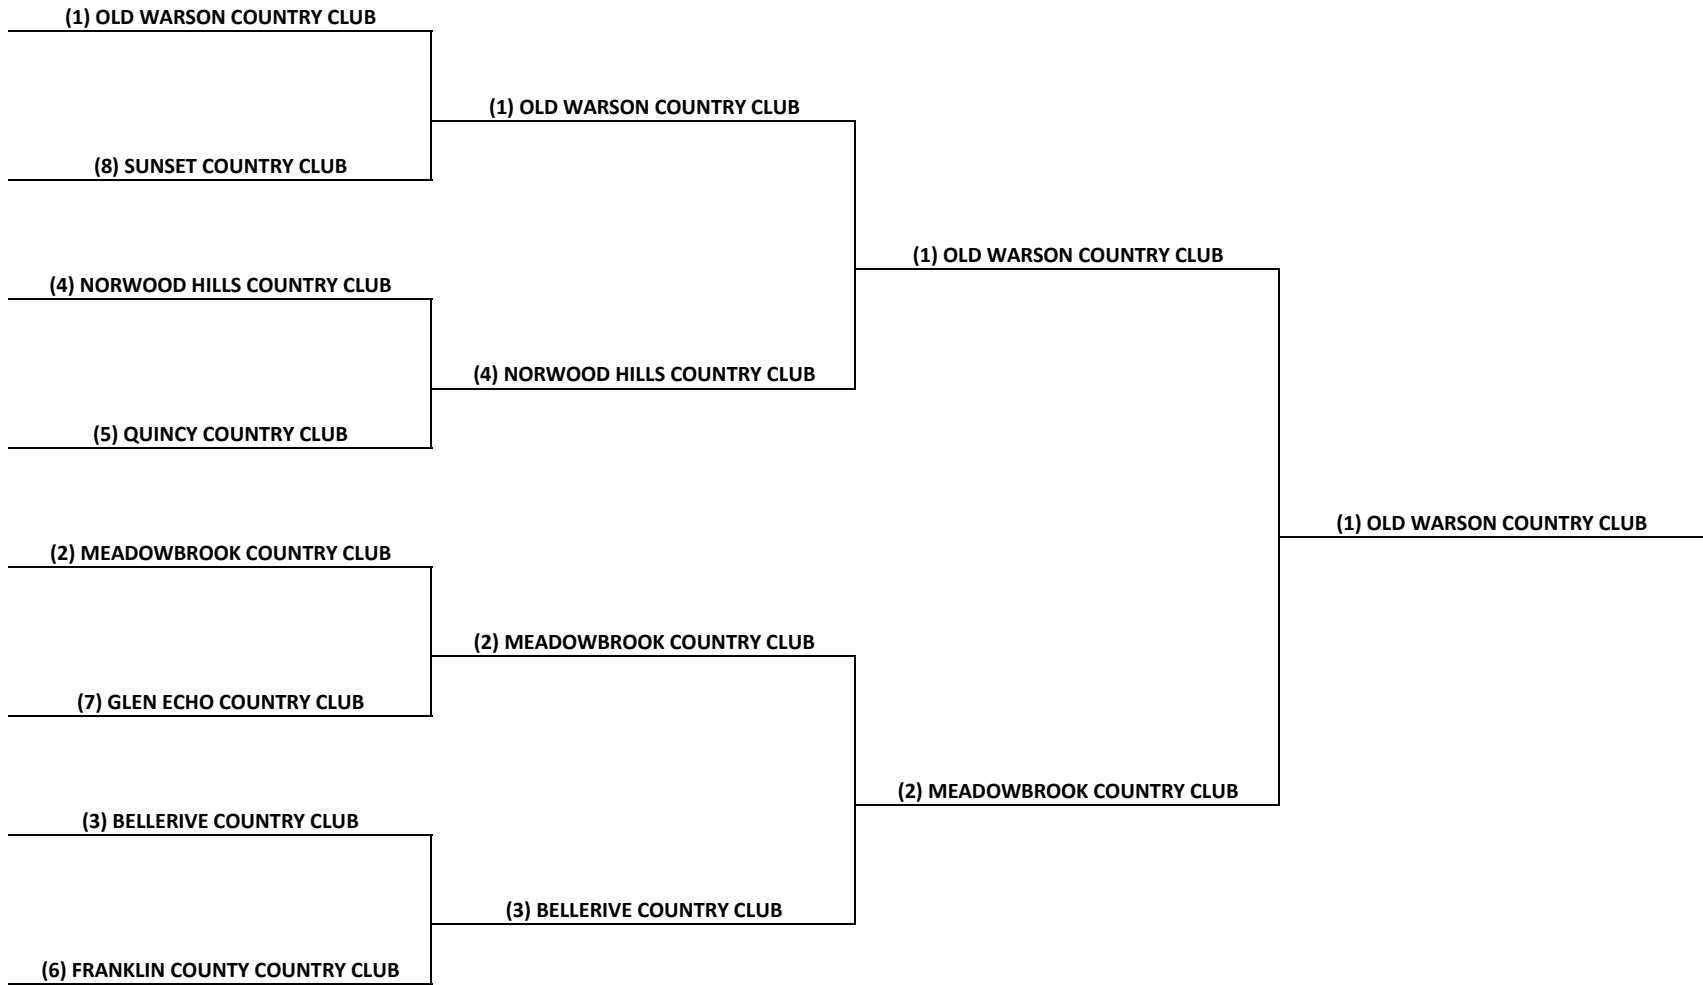 (1) OLD WARSON COUNTRY CLUB
(1) OLD WARSON COUNTRY CLUB
(8) SUNSET COUNTRY CLUB
(1) OLD WARSON COUNTRY CLUB
(4) NORWOOD HILLS COUNTRY CLUB
(4) NORWOOD HILLS COUNTRY CLUB
(5) QUINCY COUNTRY CLUB
(1) OLD WARSON COUNTRY CLUB
(2) MEADOWBROOK COUNTRY CLUB
(2) MEADOWBROOK COUNTRY CLUB
(7) GLEN ECHO COUNTRY CLUB
(2) MEADOWBROOK COUNTRY CLUB
(3) BELLERIVE COUNTRY CLUB
(3) BELLERIVE COUNTRY CLUB
(6) FRANKLIN COUNTY COUNTRY CLUB